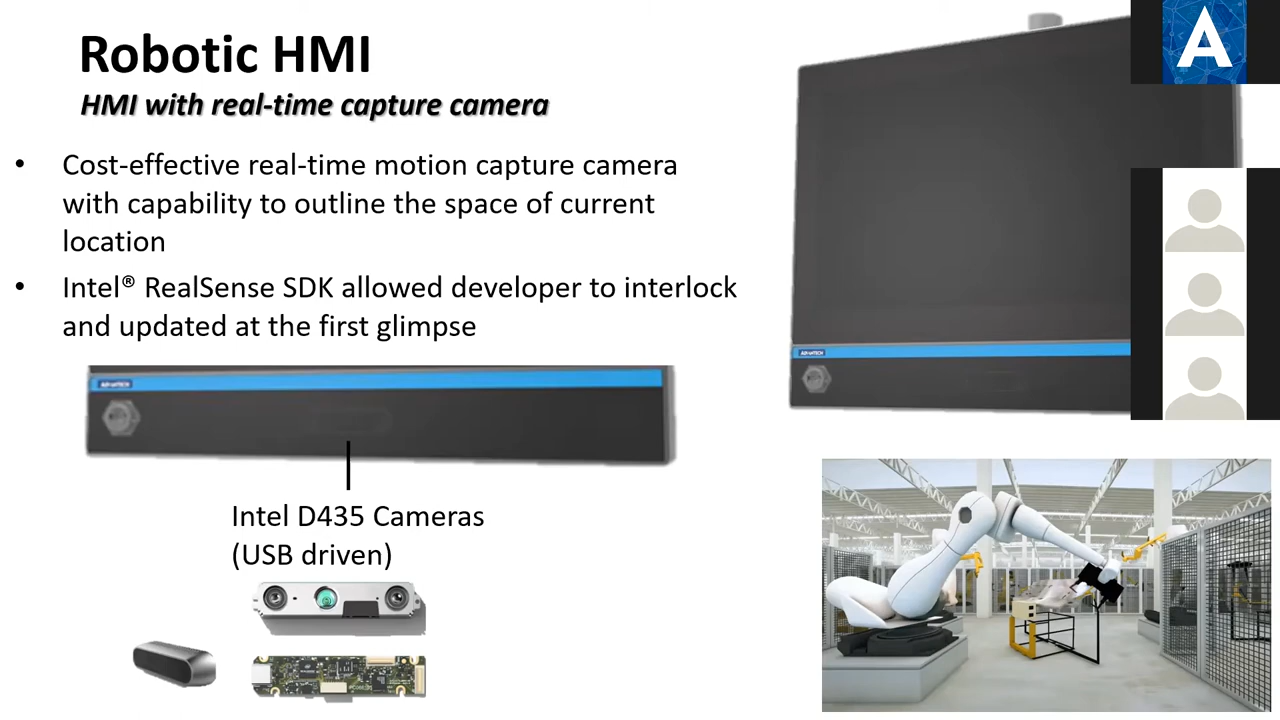 Robotic HMI
HMI with real-time capture camera
• Cost-effective real-time motion capture camera
with capability to outline the space of current
location
• Intel® RealSense SDK allowed developer to interlock
and updated at the first glimpse
ADVANTECH
ADVANTECH
Intel D435 Cameras
(USB driven)
A